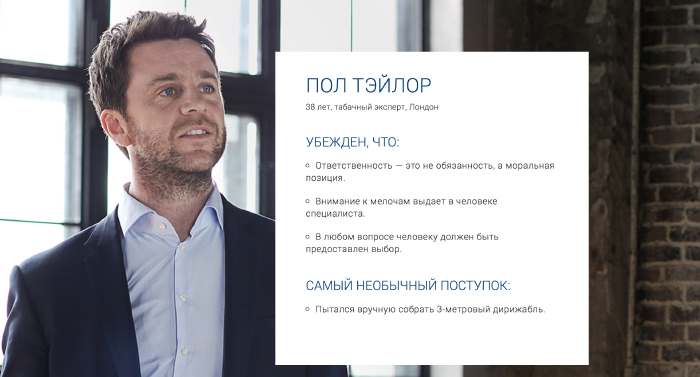 ПОЛ ТЭЙЛОР
38 лет, табачный эксперт, Лондон
УБЕЖДЕН, ЧТО:
Ответственность — это не обязанность, а моральная
позиция.
Внимание к мелочам выдает в человеке
специалиста.
В любом вопросе человеку должен быть
предоставлен выбор.
САМЫЙ НЕОБЫЧНЫЙ ПОСТУПОК:
Пытался вручную собрать 3-метровый дирижабль.